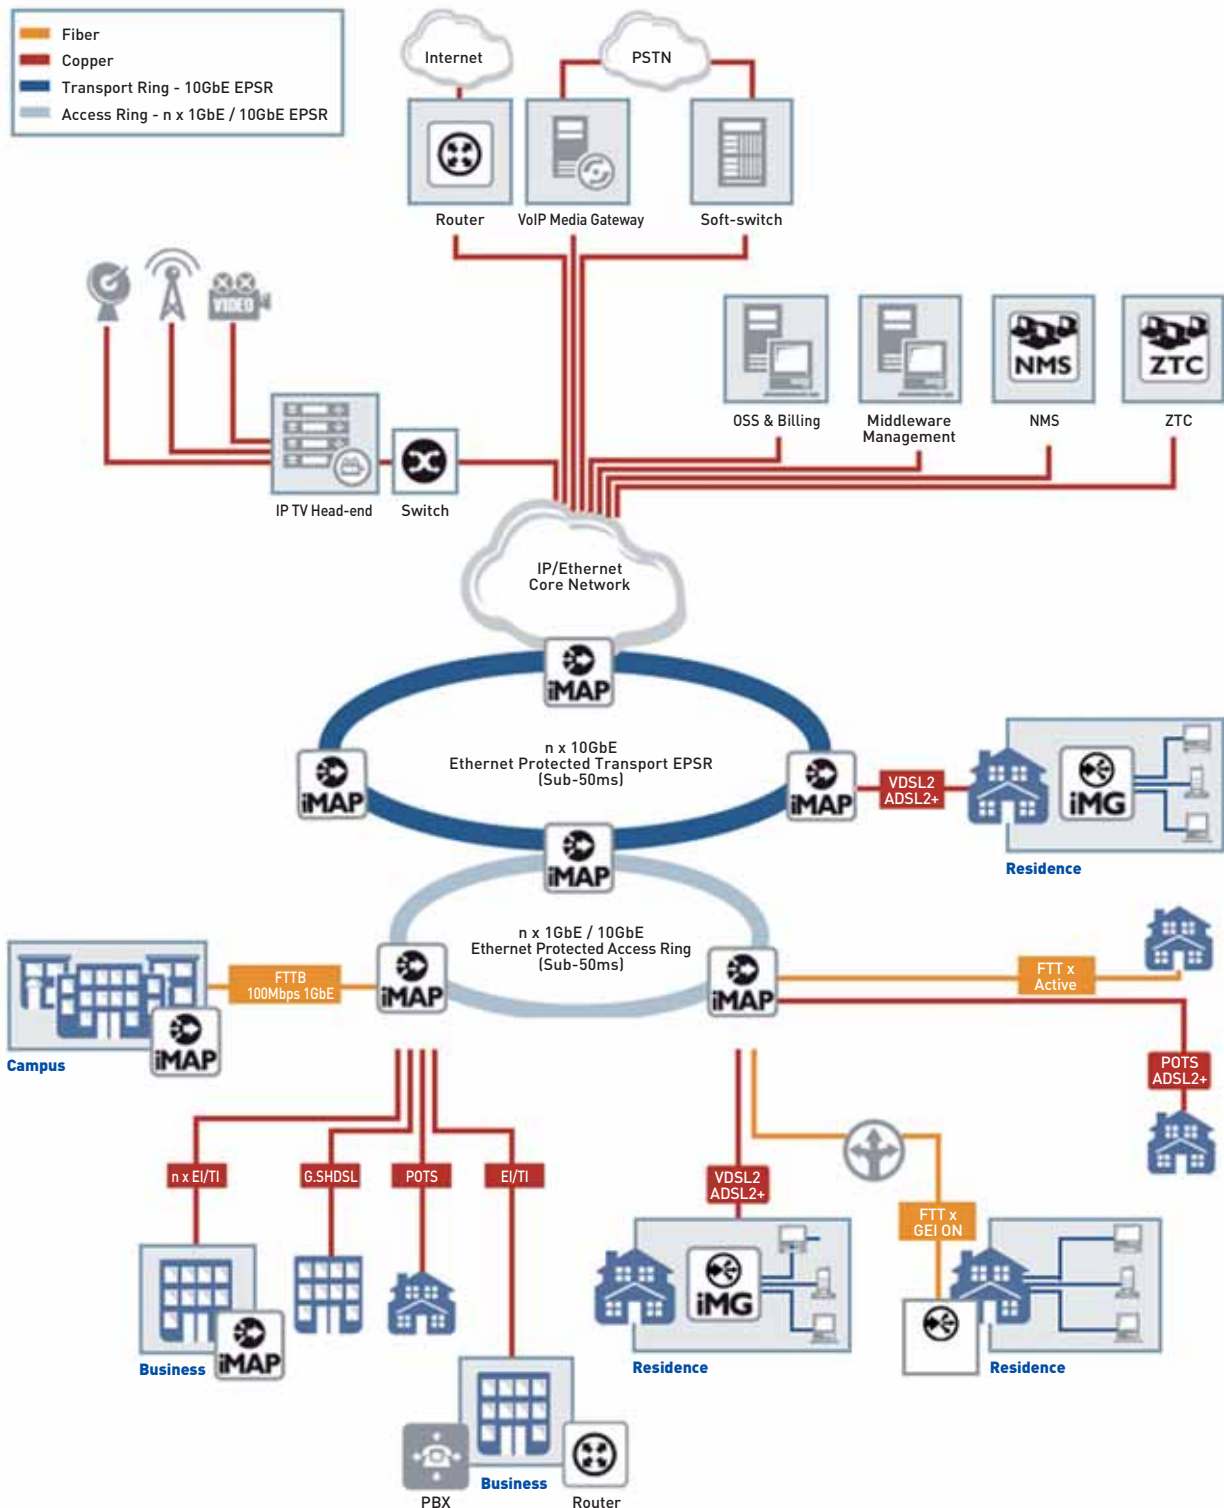 Fiber
Copper
Transport Ring - 10GbE EPSR
Access Ring - n x 1GbE / 10GbE EPSR
Internet
PSTN
Router
VoIP Media Gateway
Soft-switch
VIDEO
NMS
ZTC
OSS & Billing
Middleware
Management
NMS
ZTC
IP TV Head-end
Switch
IP/Ethernet
Core Network
iMAP
n x 10GbE
Ethernet Protected Transport EPSR
(Sub-50ms)
iMAP
iMAP
VDSL2
ADSL2+
iMG
Residence
iMAP
n x 1GbE / 10GbE
Ethernet Protected Access Ring
(Sub-50ms)
FTTB
100Mbps 1GbE
iMAP
iMAP
FTT x
Active
iMAP
Campus
POTS
ADSL2+
n x EI/TI
G.SHDSL
POTS
EI/TI
VDSL2
ADSL2+
FTT x
GEI ON
iMG
iMAP
Business
Residence
Residence
Business
PBX
Router